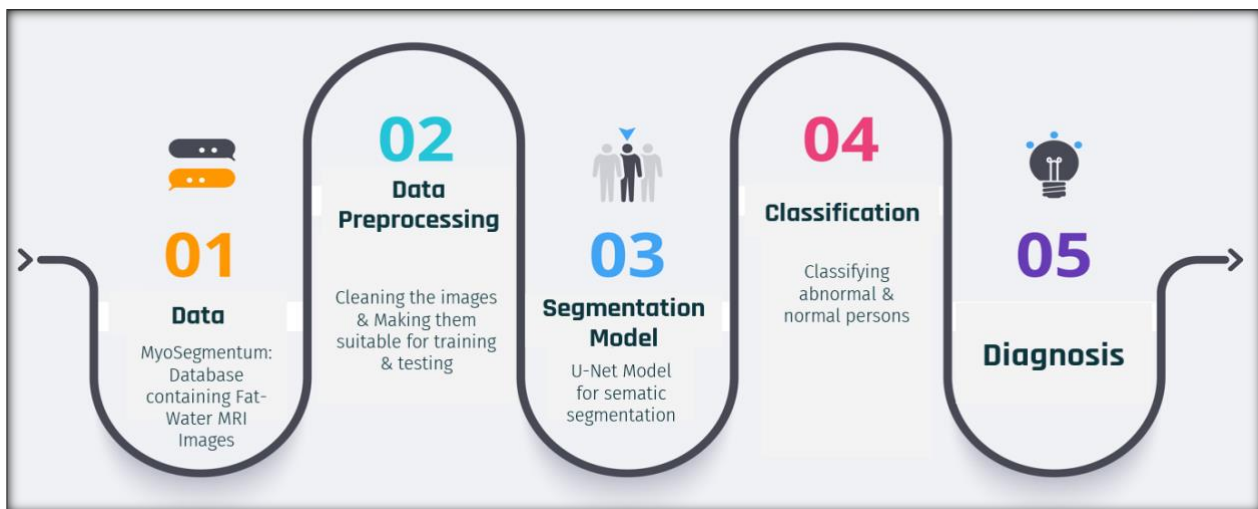 01
Data
MyoSegmentum:
Database
containing Fat-
Water MRI
Images
02
Data
Preprocessing
Cleaning the images
& Making them
suitable for training
& testing
03
Segmentation
Model
U-Net Model
for sematic
segmentation
04
Classification
Classifying
abnormal &
normal persons
05
Diagnosis